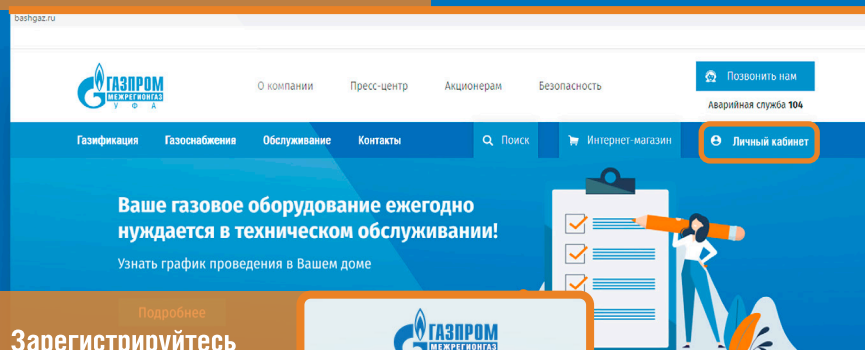 bashgaz.ru
ГАЗПРОМ
МЕЖРЕГИОНГАЗ
УФА
О компании
Пресс-центр
Акционерам
Безопасность
Позвонить нам
Аварийная служба 104
Газификация
Газоснабжения
Обслуживание
Контакты
Поиск
Интернет-магазин
Личный кабинет
Ваше газовое оборудование ежегодно
нуждается в техническом обслуживании!
Узнать график проведения в Вашем доме
Подробнее
Зарегистрируйтесь
ГАЗПРОМ
МЕЖРЕГИОНГАЗ